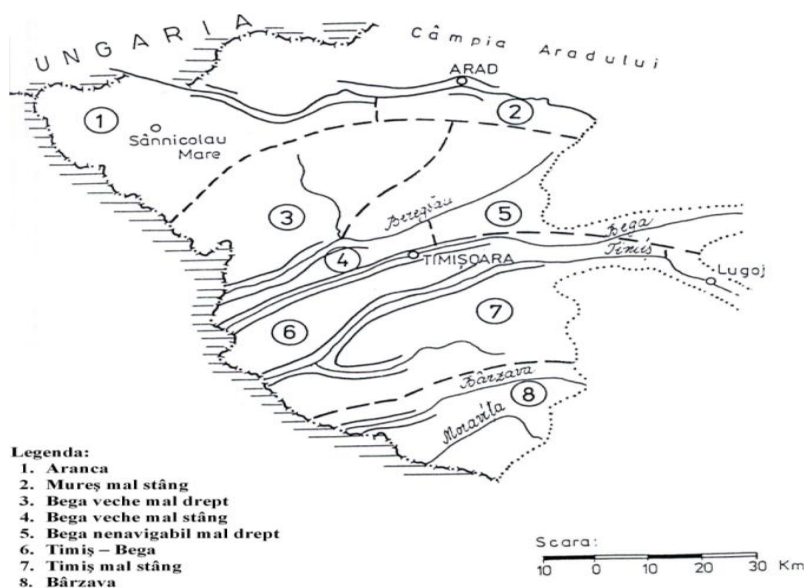 UNGARIA
Câmpia Aradului
ARAD
1
2
Sânnicolau
Mare
3
Beregsău
5
Bega
4
TIMIȘOARA
Timiș
Lugoj
6
7
Bârzava
8
Moravița
Legenda:
1. Aranca
2. Mureș mal stâng
3. Bega veche mal drept
4. Bega veche mal stâng
5. Bega nenavigabil mal drept
6. Timiș – Bega
7. Timiș mal stâng
8. Bârzava
Scara:
10 0 10 20 30 Km